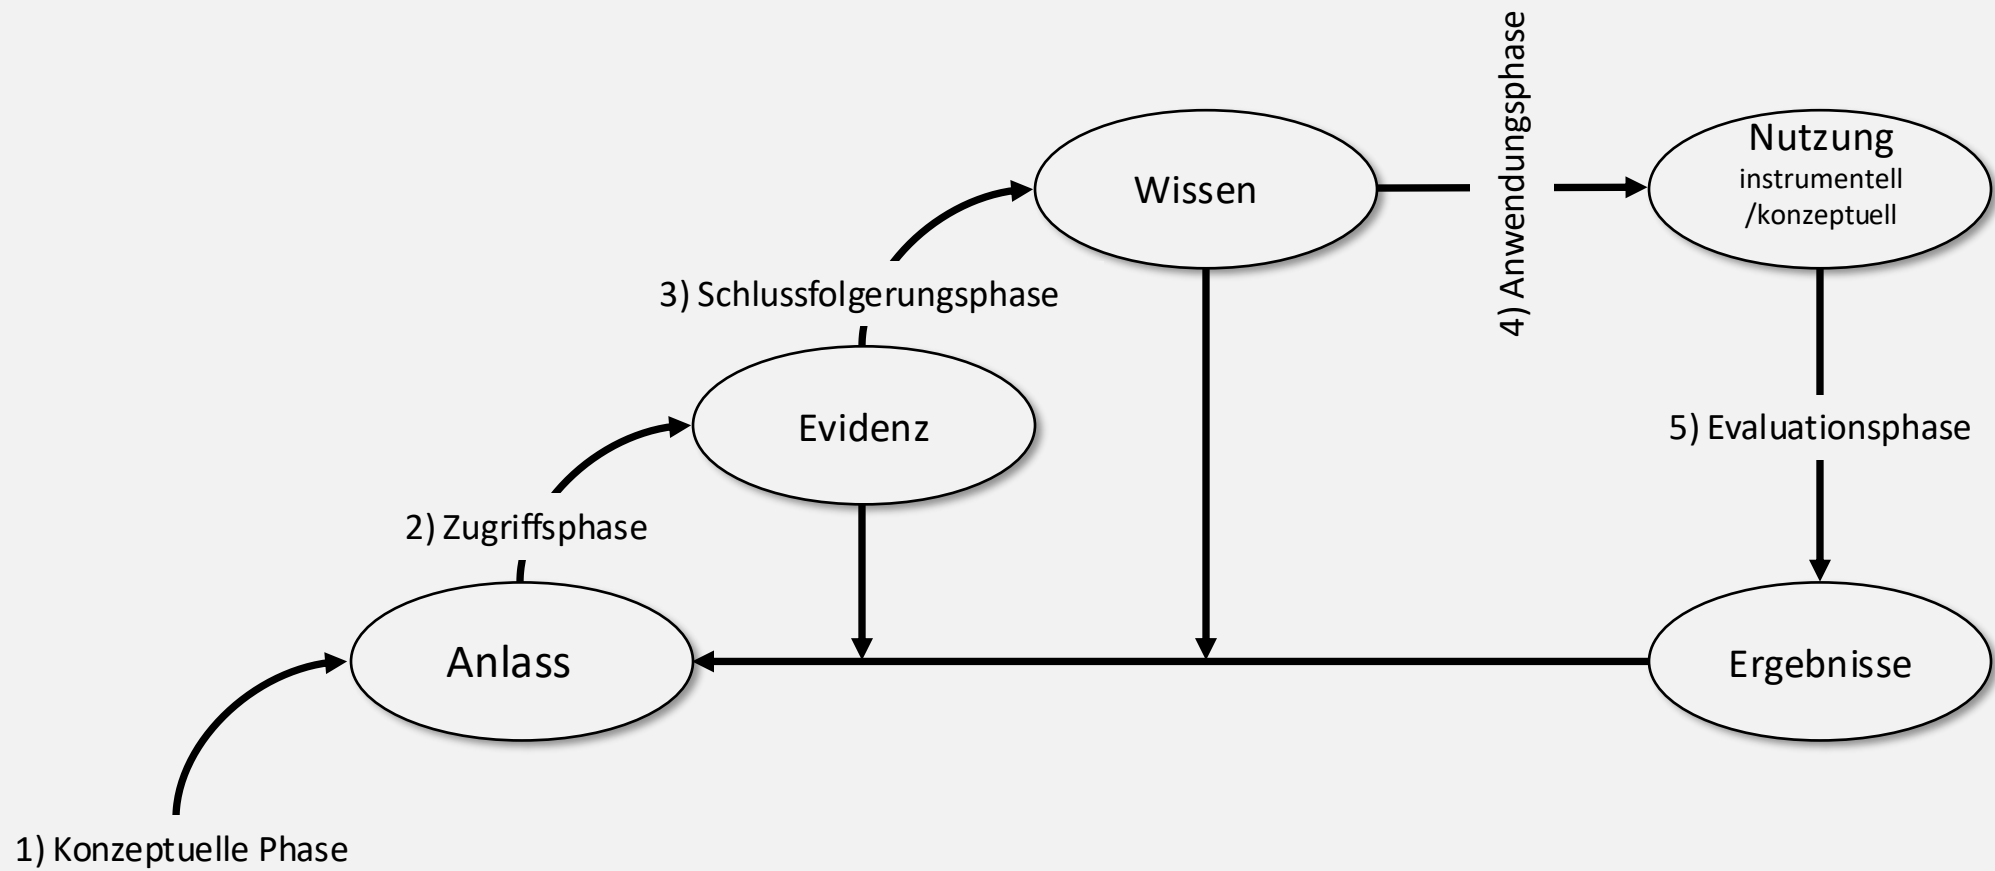 4) Anwendungsphase
Wissen
Nutzung
instrumentell
/konzeptuell
3) Schlussfolgerungsphase
Evidenz
5) Evaluationsphase
2) Zugriffsphase
Anlass
Ergebnisse
1) Konzeptuelle Phase